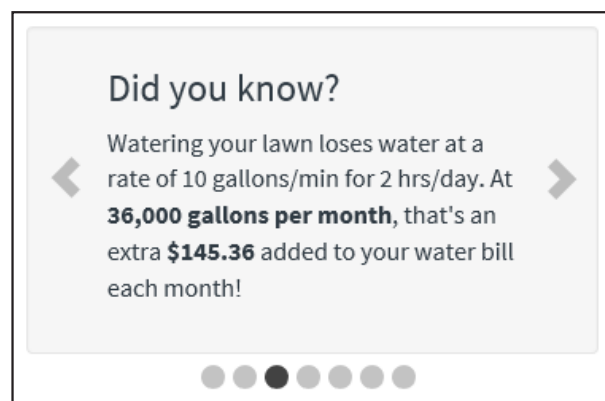 Did you know?
Watering your lawn loses water at a
rate of 10 gallons/min for 2 hrs/day. At
36,000 gallons per month, that's an
extra $145.36 added to your water bill
each month!